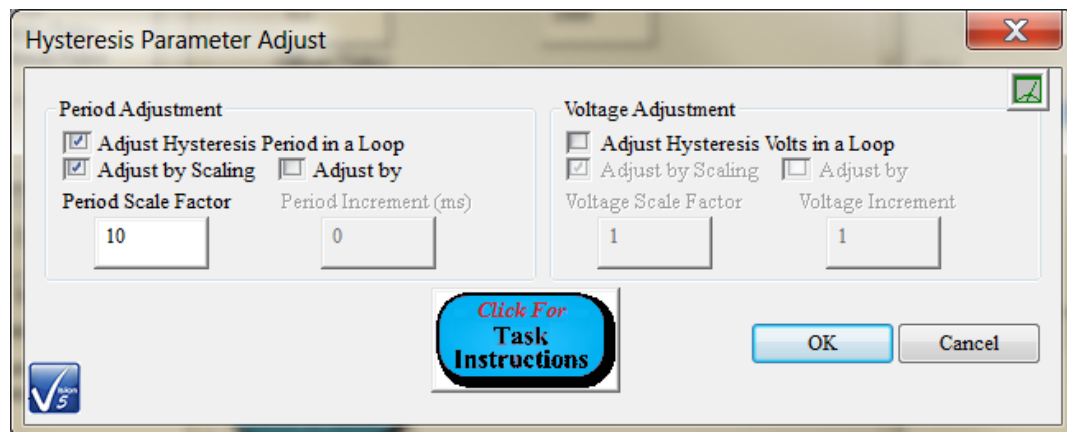 Hysteresis Parameter Adjust
X
Period Adjustment
Adjust Hysteresis Period in a Loop
Adjust by Scaling
Adjust by
Period Scale Factor
Period Increment (ms)
10
0
Voltage Adjustment
Adjust Hysteresis Volts in a Loop
Adjust by Scaling
Adjust by
Voltage Scale Factor
Voltage Increment
1
1
Click For
Task
Instructions
OK
Cancel
Vision
5